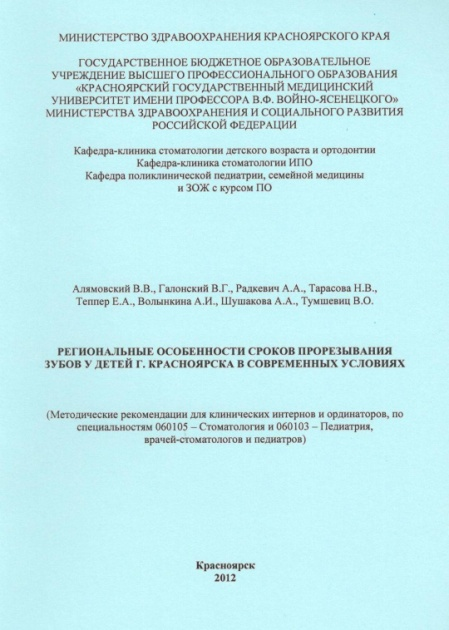 МИНИСТЕРСТВО ЗДРАВООХРАНЕНИЯ КРАСНОЯРСКОГО КРАЯ
ГОСУДАРСТВЕННОЕ БЮДЖЕТНОЕ ОБРАЗОВАТЕЛЬНОЕ
УЧРЕЖДЕНИЕ ВЫСШЕГО ПРОФЕССИОНАЛЬНОГО ОБРАЗОВАНИЯ
«КРАСНОЯРСКИЙ ГОСУДАРСТВЕННЫЙ МЕДИЦИНСКИЙ
УНИВЕРСИТЕТ ИМЕНИ ПРОФЕССОРА В.Ф. ВОЙНО-ЯСЕНЕЦКОГО»
МИНИСТЕРСТВА ЗДРАВООХРАНЕНИЯ И СОЦИАЛЬНОГО РАЗВИТИЯ
РОССИЙСКОЙ ФЕДЕРАЦИИ
Кафедра-клиника стоматологии детского возраста и ортодонтии
Кафедра-клиника стоматологии ИПО
Кафедра поликлинической педиатрии, семейной медицины
и ЗОЖ с курсом ПО
Алямовский В.В., Галонский В.Г., Радкевич А.А., Тарасова Н.В.,
Теппер Е.А., Волынкина А.И., Шушакова А.А., Тумшевиц В.О.
РЕГИОНАЛЬНЫЕ ОСОБЕННОСТИ СРОКОВ ПРОРЕЗЫВАНИЯ
ЗУБОВ У ДЕТЕЙ Г. КРАСНОЯРСКА В СОВРЕМЕННЫХ УСЛОВИЯХ
(Методические рекомендации для клинических интернов и ординаторов, по
специальностям 060105 – Стоматология и 060103 – Педиатрия,
врачей-стоматологов и педиатров)
Красноярск
2012